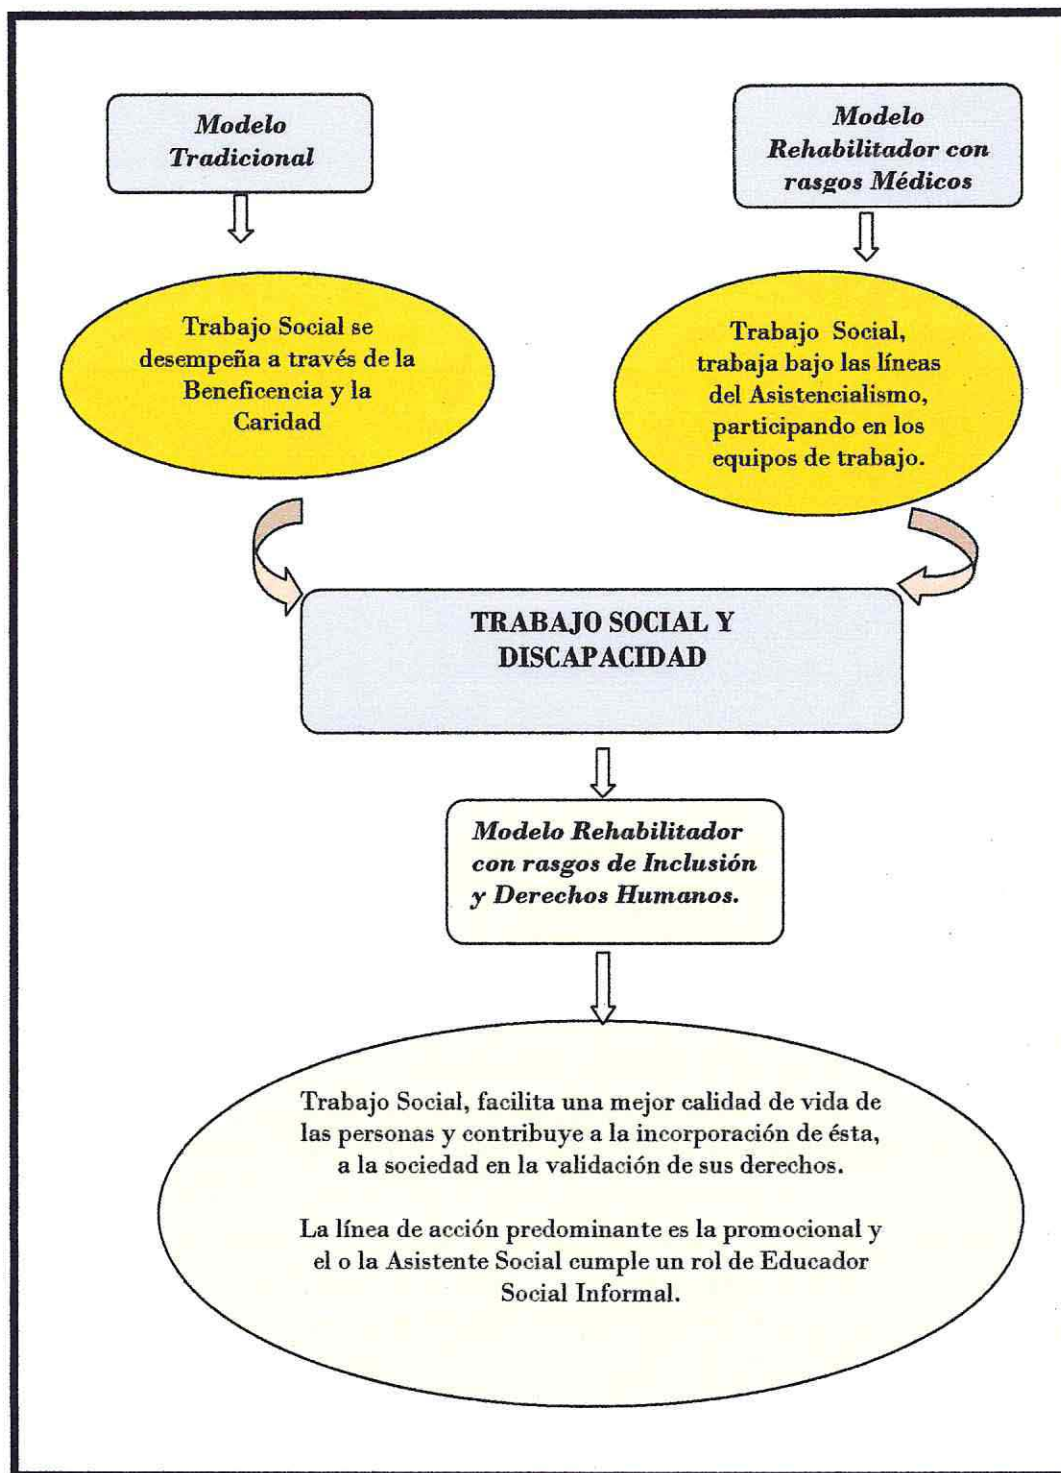 Modelo
Tradicional
Modelo
Rehabilitador con
rasgos Médicos
Trabajo Social se
desempeña a través de la
Beneficencia y la
Caridad
Trabajo Social,
trabaja bajo las líneas
del Asistencialismo,
participando en los
equipos de trabajo.
TRABAJO SOCIAL Y
DISCAPACIDAD
Modelo Rehabilitador
con rasgos de Inclusión
y Derechos Humanos.
Trabajo Social, facilita una mejor calidad de vida de
las personas y contribuye a la incorporación de ésta,
a la sociedad en la validación de sus derechos.
La línea de acción predominante es la promocional y
el o la Asistente Social cumple un rol de Educador
Social Informal.